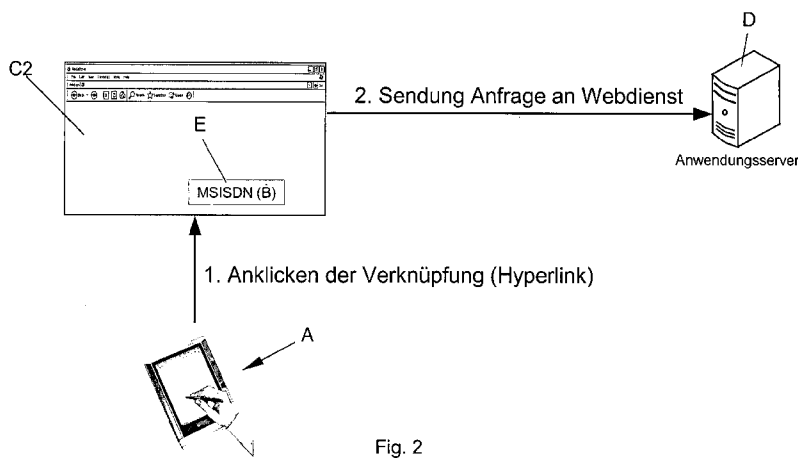 D
C2
2. Sendung Anfrage an Webdienst
E
Anwendungsserver
MSISDN (B)
1. Anklicken der Verknüpfung (Hyperlink)
A
Fig. 2